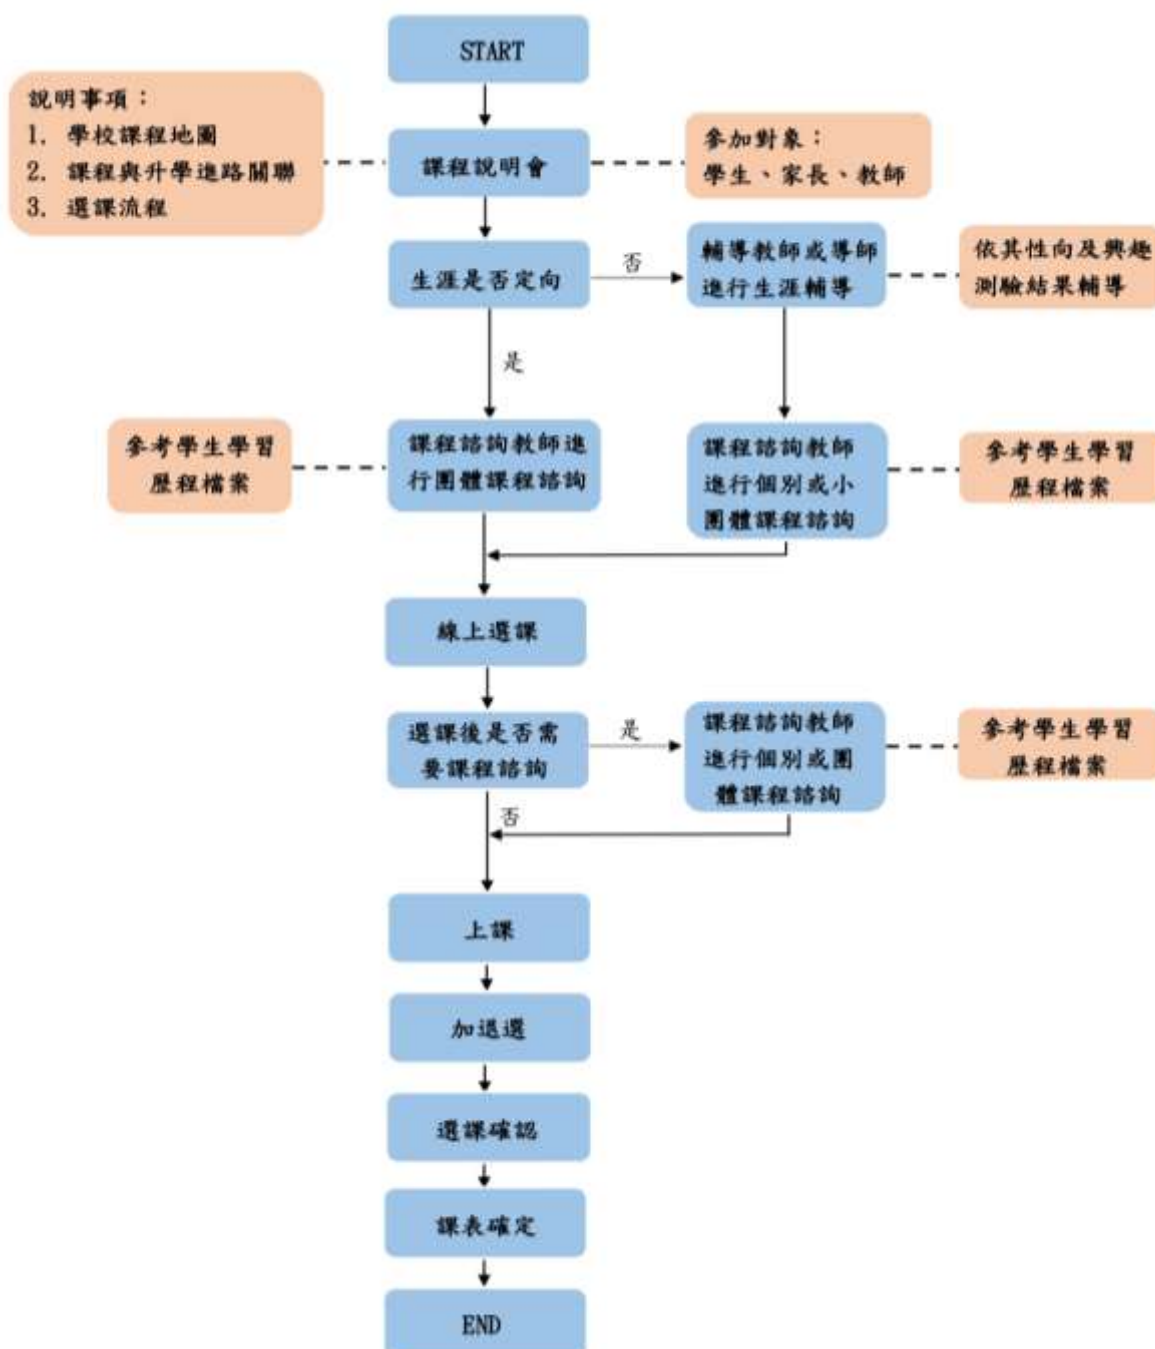 START
說明事項：
1. 學校課程地圖
2. 課程與升學進路關聯
3. 選課流程
課程說明會
參加對象：
學生、家長、教師
生涯是否定向
否
輔導教師或導師
進行生涯輔導
依其性向及興趣
測驗結果輔導
是
參考學生學習
歷程檔案
課程諮詢教師進
行團體課程諮詢
課程諮詢教師
進行個別或小
團體課程諮詢
參考學生學習
歷程檔案
線上選課
選課後是否需
要課程諮詢
是
課程諮詢教師
進行個別或團
體課程諮詢
參考學生學習
歷程檔案
否
上課
加退選
選課確認
課表確定
END